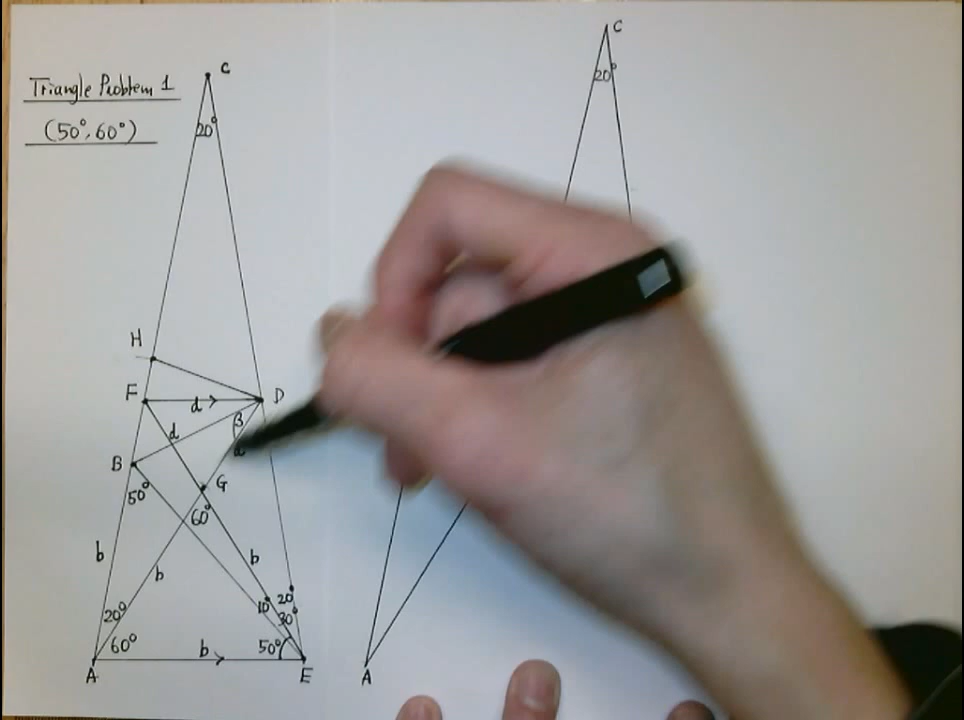 Triangle Problem 1
(50°, 60°)
C
20°
H
F
d
D
d
β
B
50°
G
60°
b
b
b
10
20
30°
20°
60°
b
50°
A
E
C
20°
A